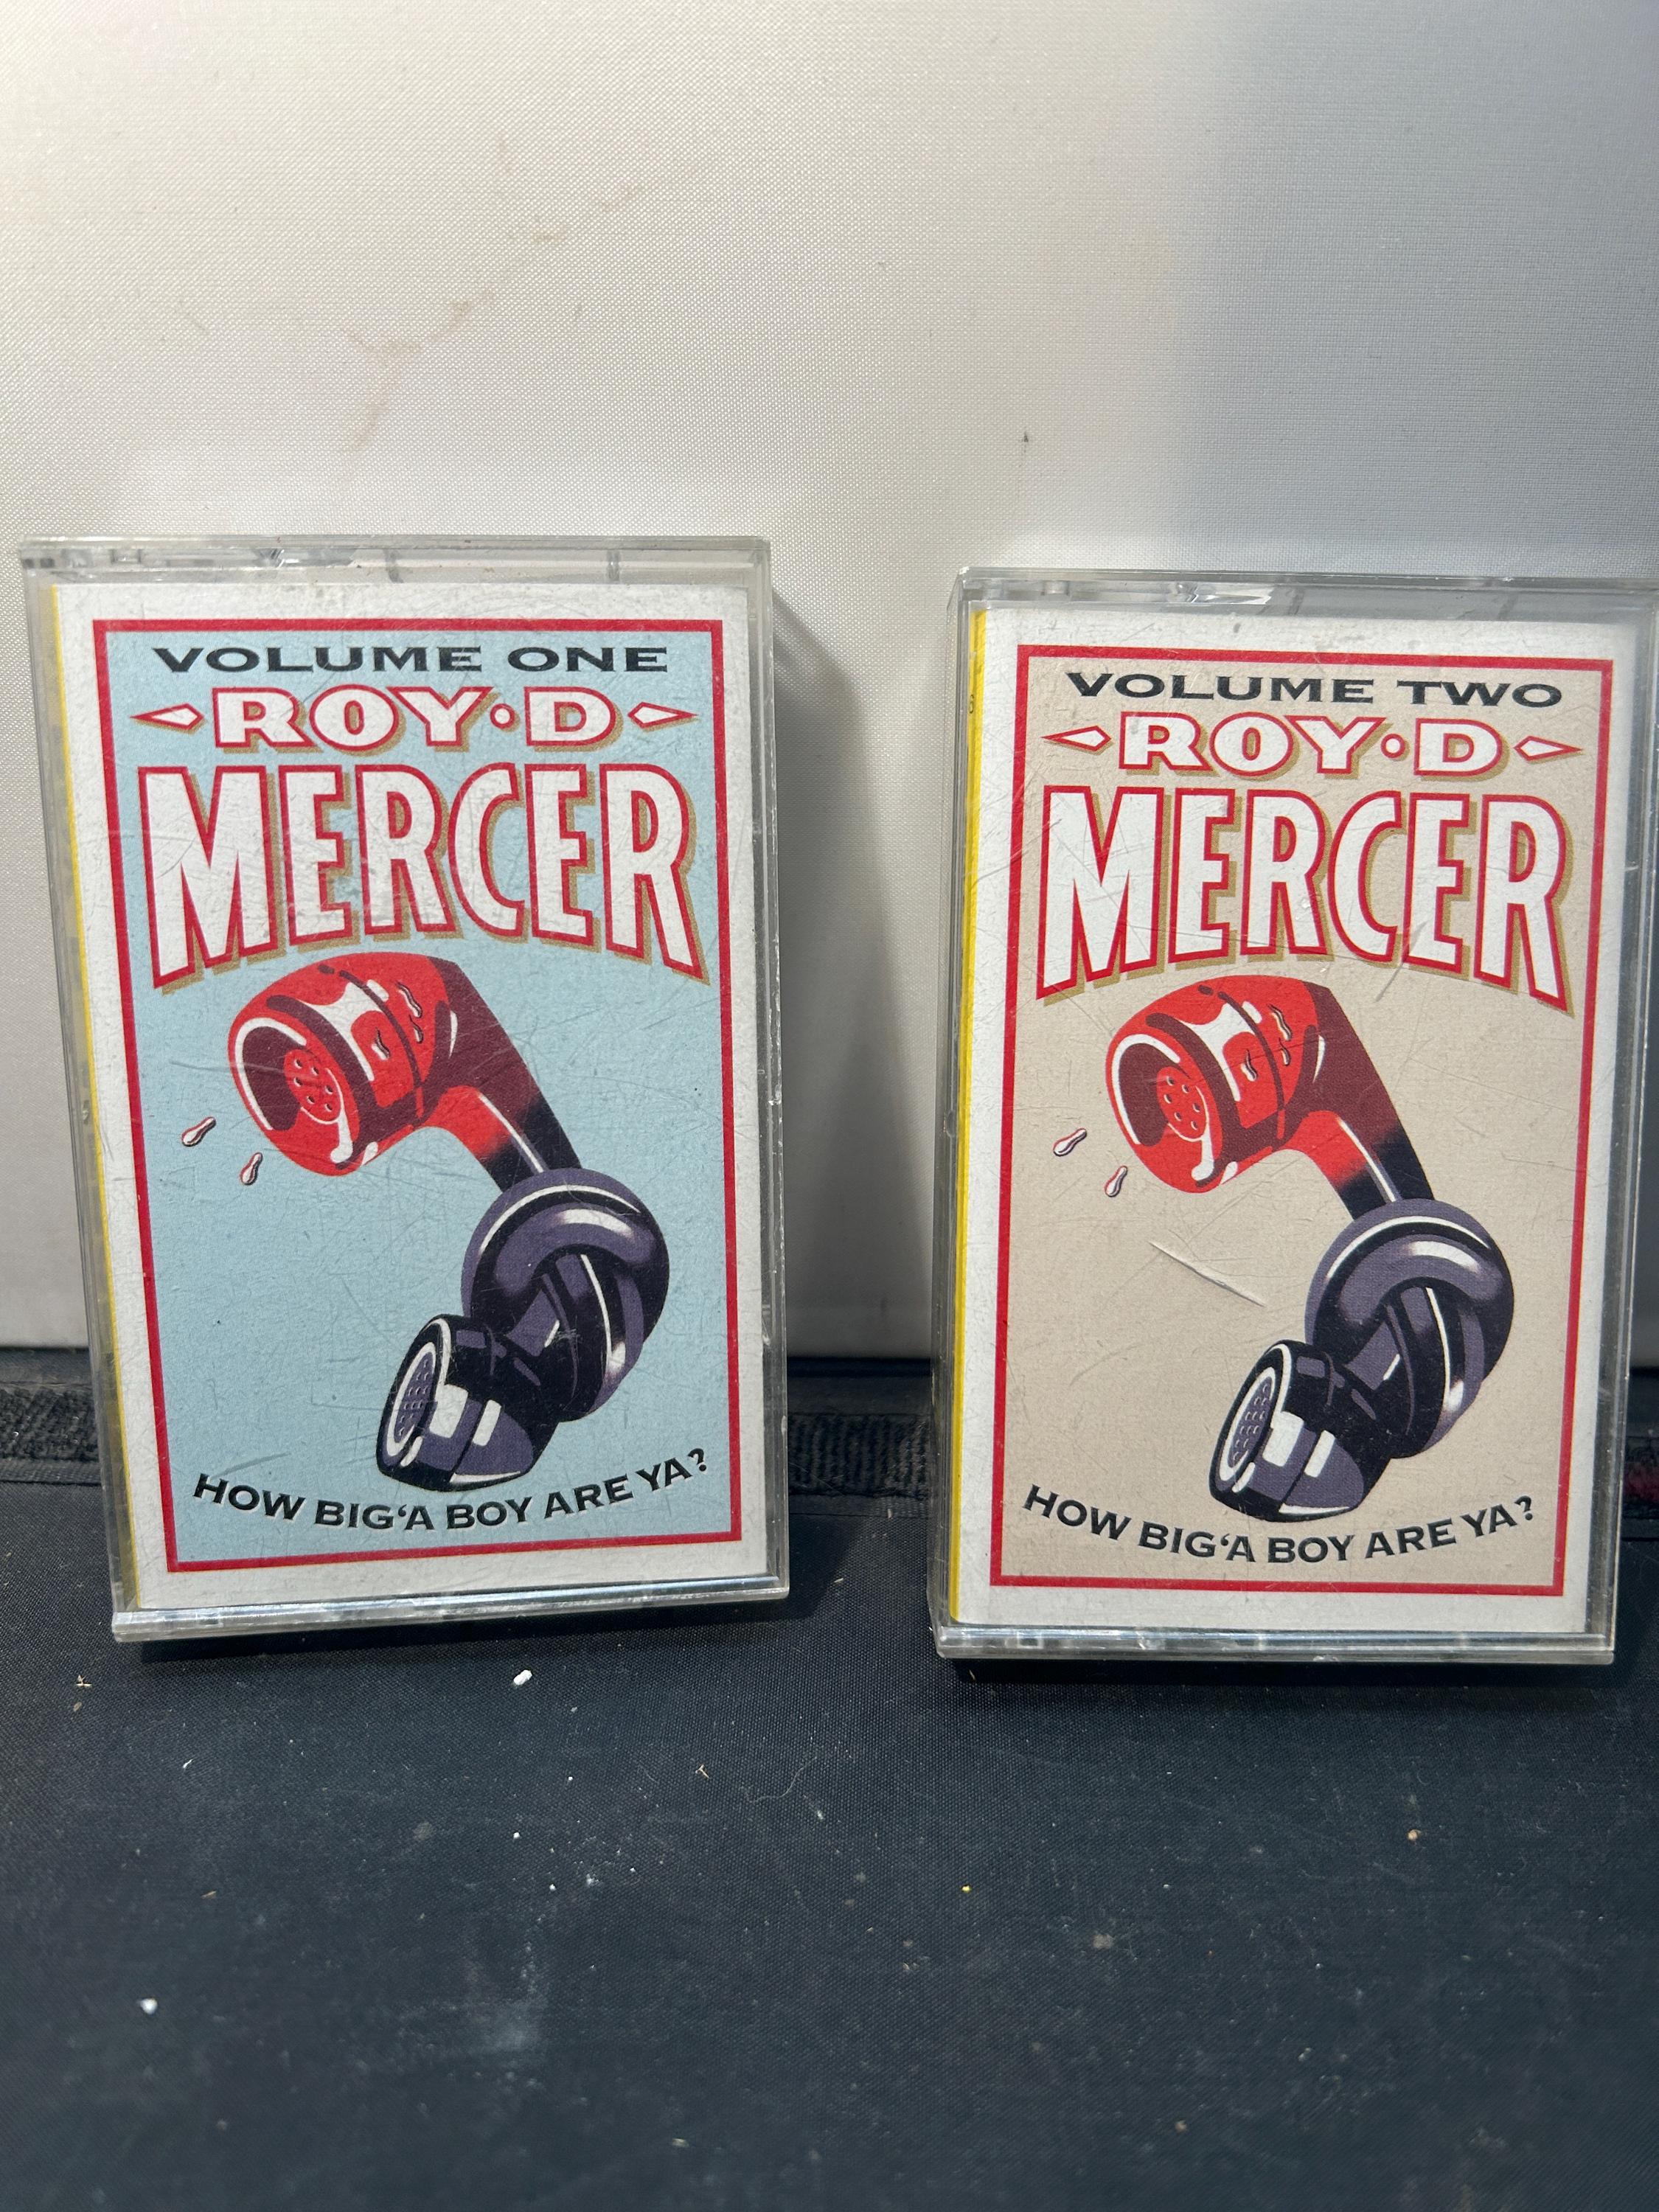 VOLUME ONE
ROY·D
MERCER
HOW BIG'A BOY ARE YA?
VOLUME TWO
ROY·D
MERCER
HOW BIG'A BOY ARE YA?